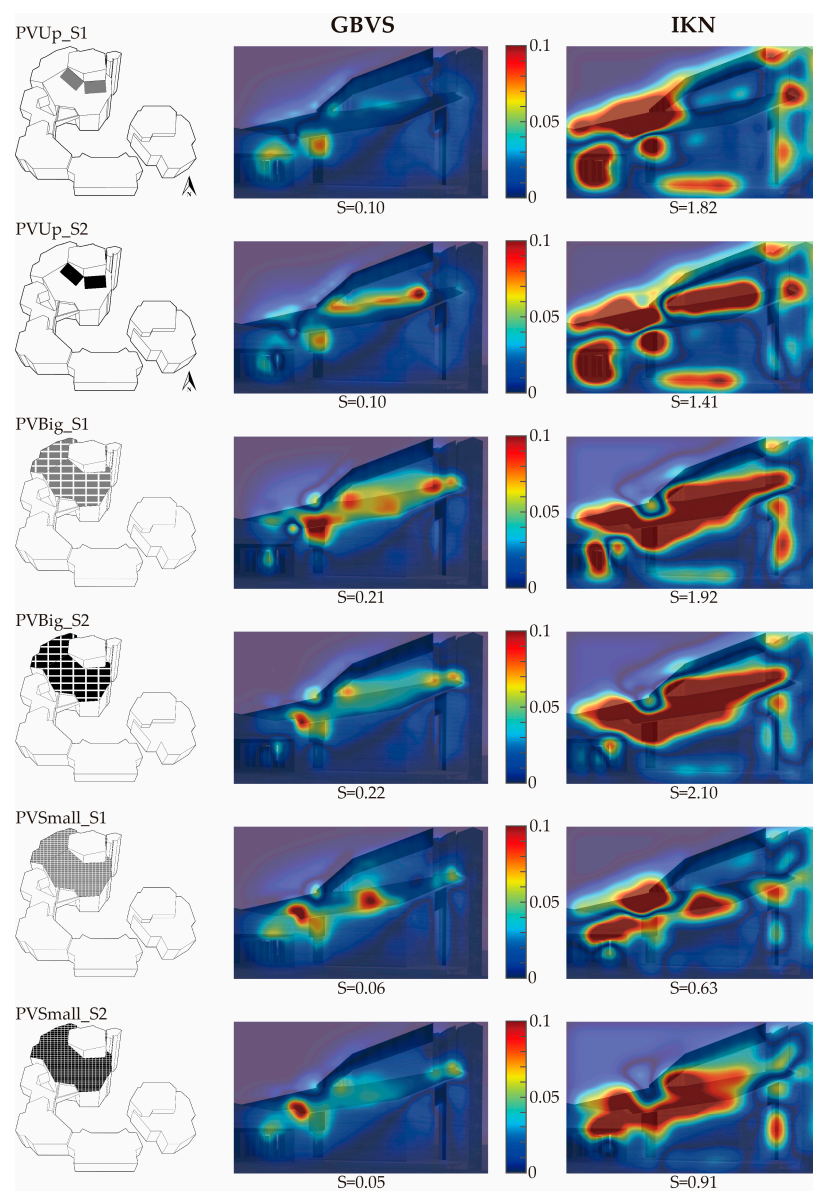 GBVS IKN
PVUp_S1
0.1
0.05
0
S=0.10 S=1.82
PVUp_S2
0.1
0.05
0
S=0.10 S=1.41
PVBig_S1
0.1
0.05
0
S=0.21 S=1.92
PVBig_S2
0.1
0.05
0
S=0.22 S=2.10
PVSmall_S1
0.1
0.05
0
S=0.06 S=0.63
PVSmall_S2
0.1
0.05
0
S=0.05 S=0.91